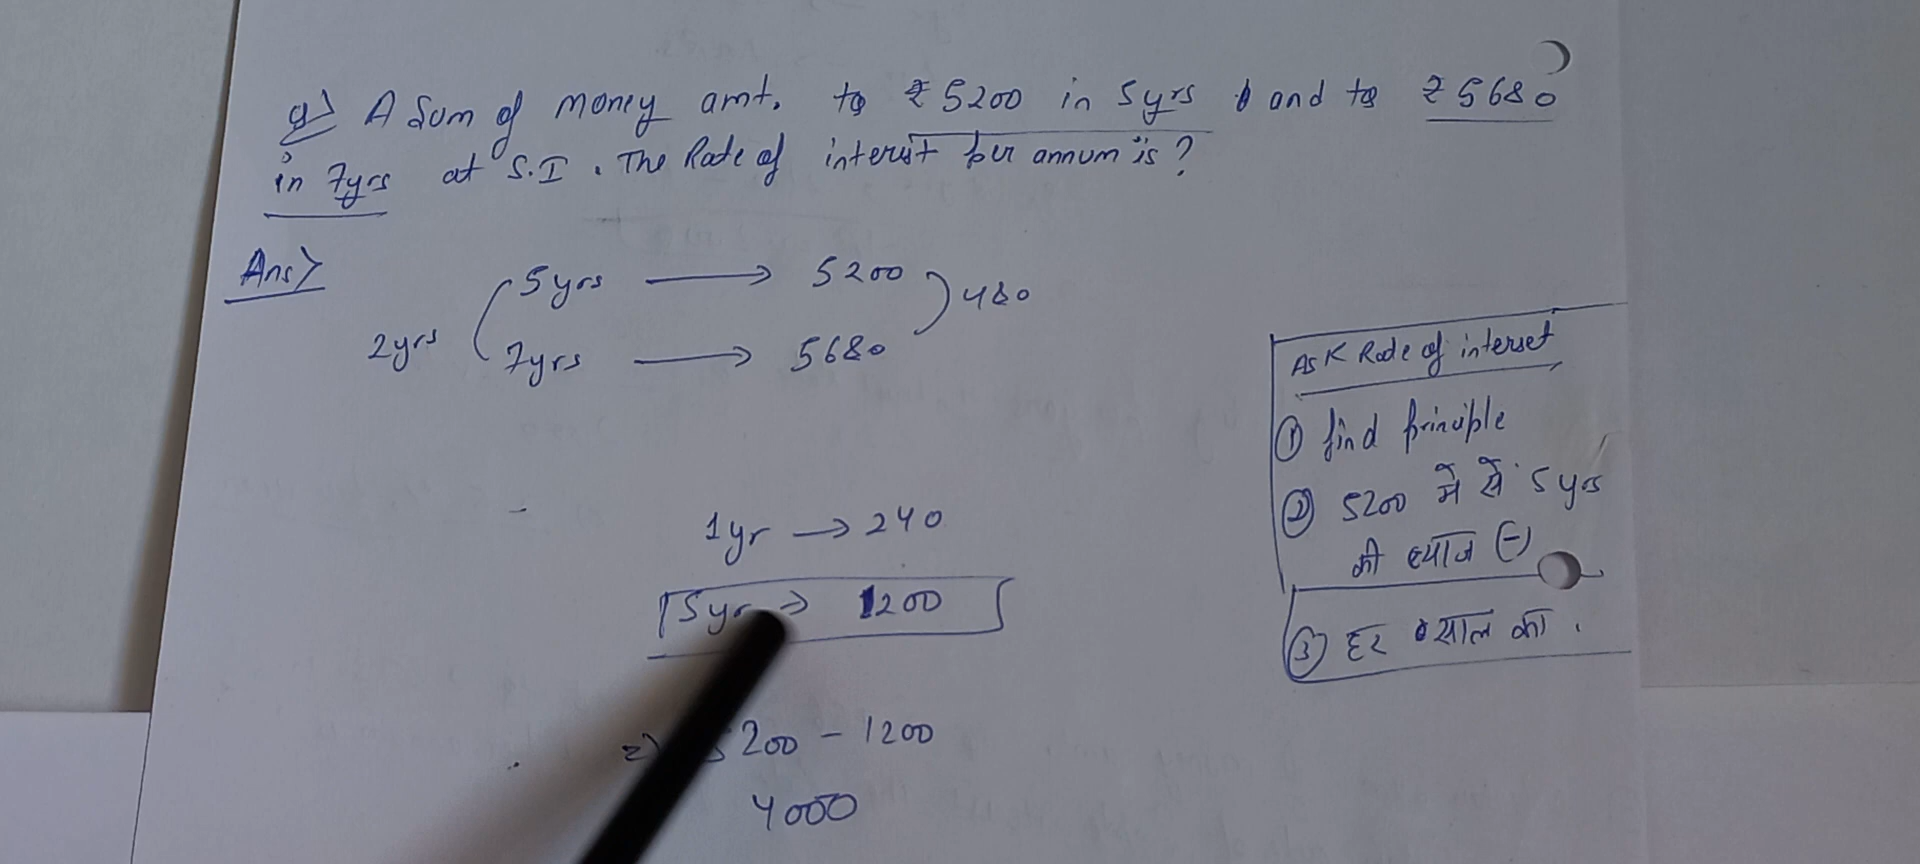 Q) A Sum of money amt. to ₹5200 in 5yrs and to ₹5680
in 7yrs at S.I. The Rate of interest per annum is?
Ans>
5yrs → 5200
2yrs 480
7yrs → 5680
1yr → 240
5yr → 1200
=) 5200 - 1200
4000
Ask Rate of interset
① find principle
② 5200 में से 5yrs
की ब्याज (-)
③ हर साल का.